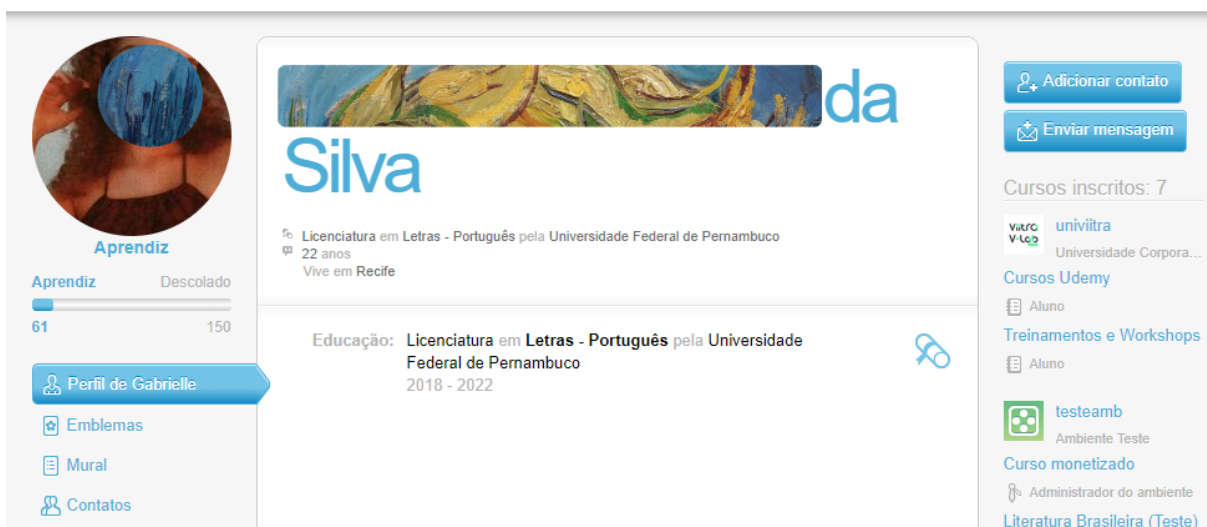 Aprendiz
Aprendiz Descolado
61 150
Perfil de Gabrielle
Emblemas
Mural
Contatos
da
Silva
Licenciatura em Letras - Português pela Universidade Federal de Pernambuco
22 anos
Vive em Recife
Educação: Licenciatura em Letras - Português pela Universidade
Federal de Pernambuco
2018 - 2022
Adicionar contato
Enviar mensagem
Cursos inscritos: 7
Viitra
V-Lab
univiitra
Universidade Corpora...
Cursos Udemy
Aluno
Treinamentos e Workshops
Aluno
testeamb
Ambiente Teste
Curso monetizado
Administrador do ambiente
Literatura Brasileira (Teste)